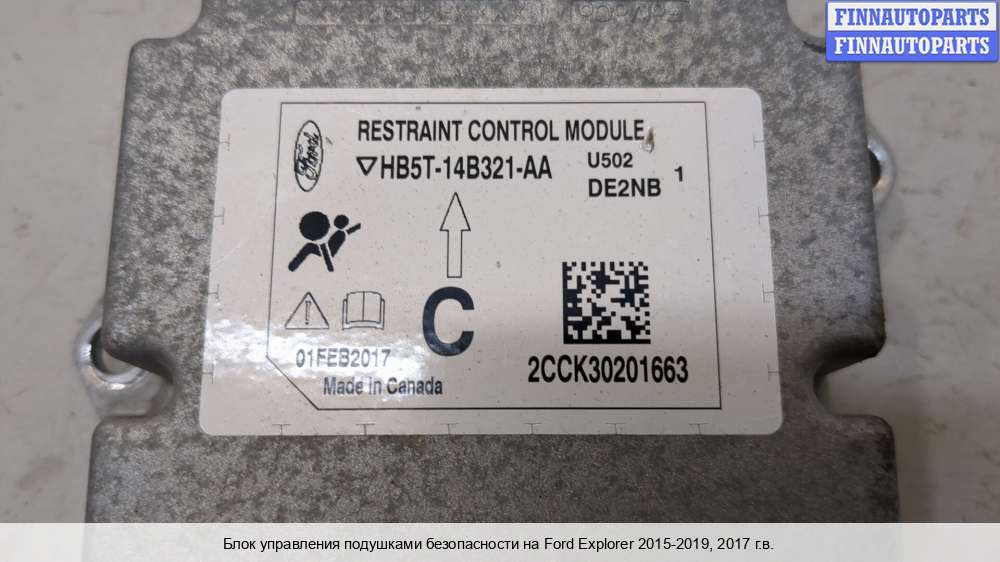 FINNAUTOPARTS
FINNAUTOPARTS
Ford
RESTRAINT CONTROL MODULE
HB5T-14B321-AA
U502
DE2NB
1
C
01FEB2017
Made in Canada
2CCK30201663
Блок управления подушками безопасности на Ford Explorer 2015-2019, 2017 г.в.